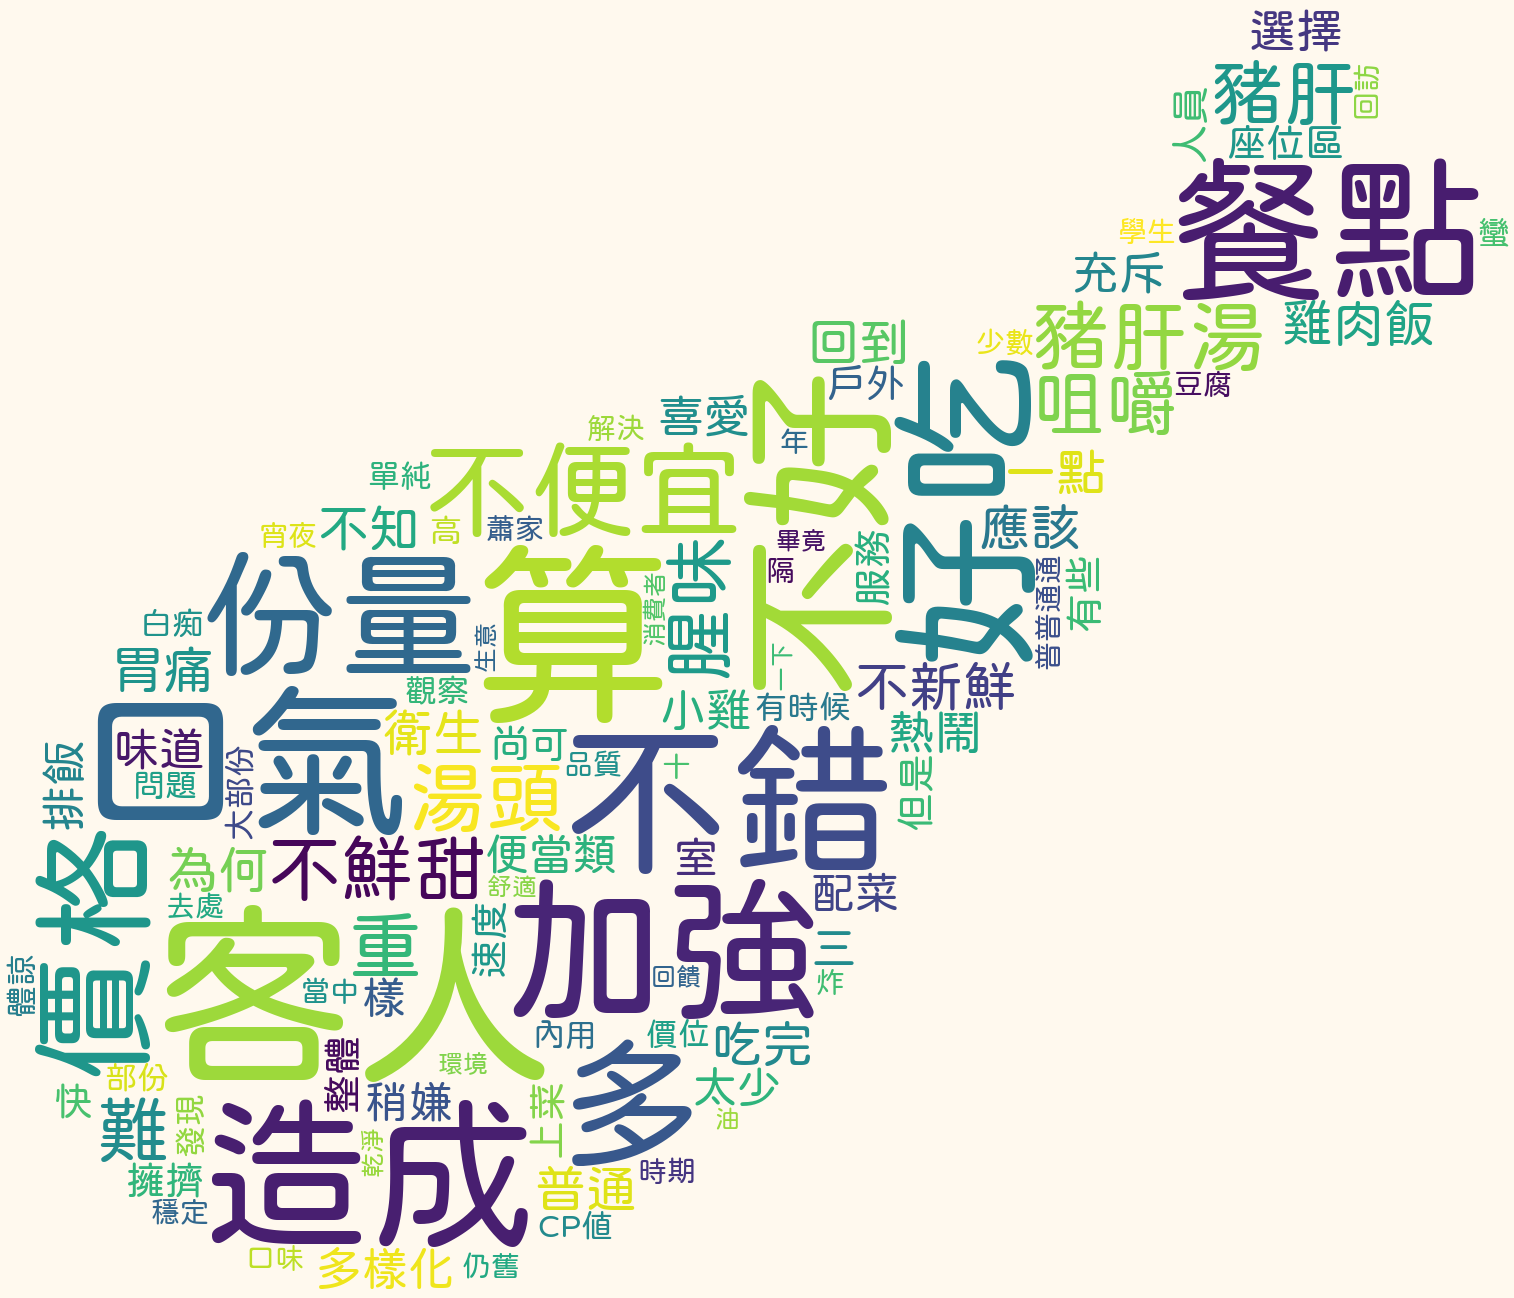 選擇
豬肝
回訪
人員
座位區
餐點
學生
蠻
充斥
豬肝湯
雞肉飯
回到
少數
戶外
咀嚼
豆腐
好吃
不好
喜愛
解決
年
不便宜
一點
單純
不知
高
蕭家
宵夜
應該
畢竟
隔
服務
腥味
算
份量
消費者
普普通通
有些
白痴
生意
胃痛
一下
不新鮮
觀察
小雞
有時候
氣
回
味道
問題
衛生
尚可
熱鬧
不錯
品質
十
排飯
大部份
湯頭
但是
價格
為何
不鮮甜
便當類
室
舒適
配菜
去處
客人
重
速度
加強
三
體諒
當中
樣
回饋
炸
內用
價位
吃完
整體
環境
多
部份
快
稍嫌
太少
難
發現
上菜
油
造成
乾淨
擁擠
普通
時期
穩定
CP值
口味
多樣化
仍舊